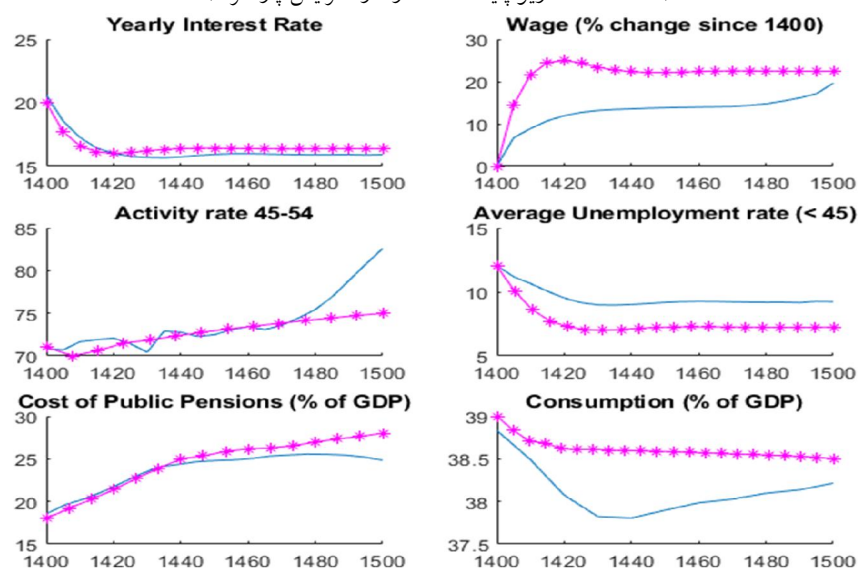 Yearly Interest Rate
25
20
15
1400 1420 1440 1460 1480 1500
Wage (% change since 1400)
30
20
10
0
1400 1420 1440 1460 1480 1500
Activity rate 45-54
85
80
75
70
1400 1420 1440 1460 1480 1500
Average Unemployment rate (< 45)
15
10
5
1400 1420 1440 1460 1480 1500
Cost of Public Pensions (% of GDP)
30
25
20
15
1400 1420 1440 1460 1480 1500
Consumption (% of GDP)
39
38.5
38
37.5
1400 1420 1440 1460 1480 1500